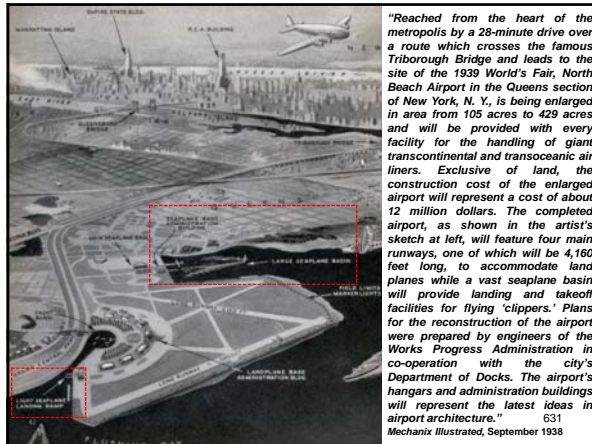 EMPIRE STATE BLDG.
MANHATTAN ISLAND
R.C.A. BUILDING
N E W
QUEENSBORO
BRIDGE
WELFARE ISLAND
TRIBOROUGH BRIDGE
SEAPLANE BASE
ADMINISTRATION
BUILDING
LARGE SEAPLANE BASIN
FIELD LIMITS
MARKER LIGHTS
LANDPLANE BASE
ADMINISTRATION BLDG.
LIGHT SEAPLANE
LANDING RAMP
“Reached from the heart of the
metropolis by a 28-minute drive over
a route which crosses the famous
Triborough Bridge and leads to the
site of the 1939 World’s Fair, North
Beach Airport in the Queens section
of New York, N. Y., is being enlarged
in area from 105 acres to 429 acres
and will be provided with every
facility for the handling of giant
transcontinental and transoceanic air
liners. Exclusive of land, the
construction cost of the enlarged
airport will represent a cost of about
12 million dollars. The completed
airport, as shown in the artist’s
sketch at left, will feature four main
runways, one of which will be 4,160
feet long, to accommodate land
planes while a vast seaplane basin
will provide landing and takeoff
facilities for flying ‘clippers.’ Plans
for the reconstruction of the airport
were prepared by engineers of the
Works Progress Administration in
co-operation with the city’s
Department of Docks. The airport’s
hangars and administration buildings
will represent the latest ideas in
airport architecture.”
631
Mechanix Illustrated, September 1938